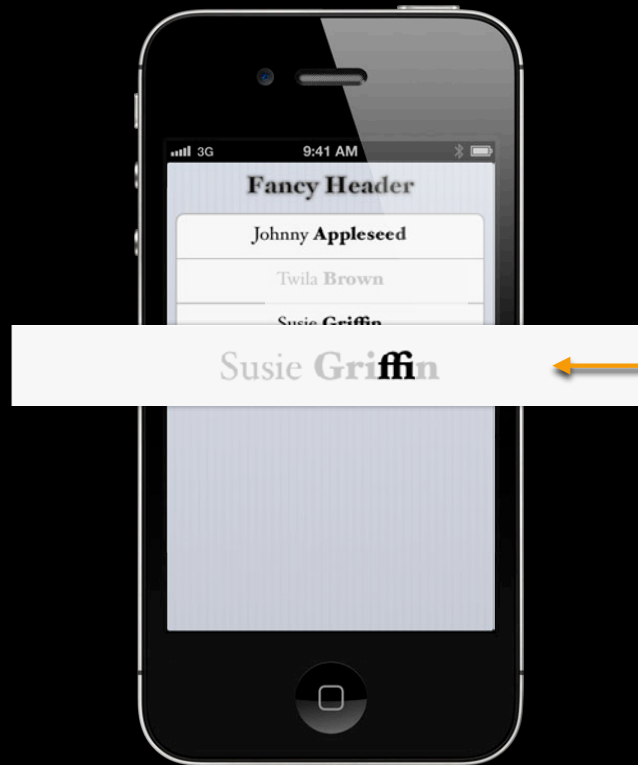 3G 9:41 AM
Fancy Header
Johnny Appleseed
Twila Brown
Susie Griffin
Susie Griffin